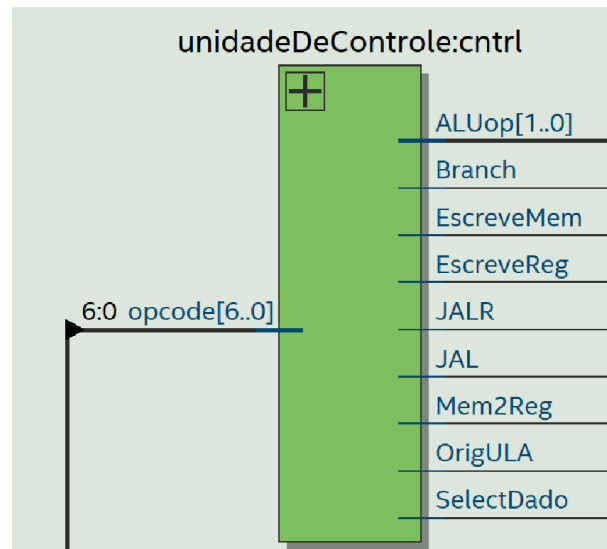 unidadeDeControle:cntrl
ALUop[1..0]
Branch
EscreveMem
EscreveReg
6:0 opcode[6..0]
JALR
JAL
Mem2Reg
OrigULA
SelectDado